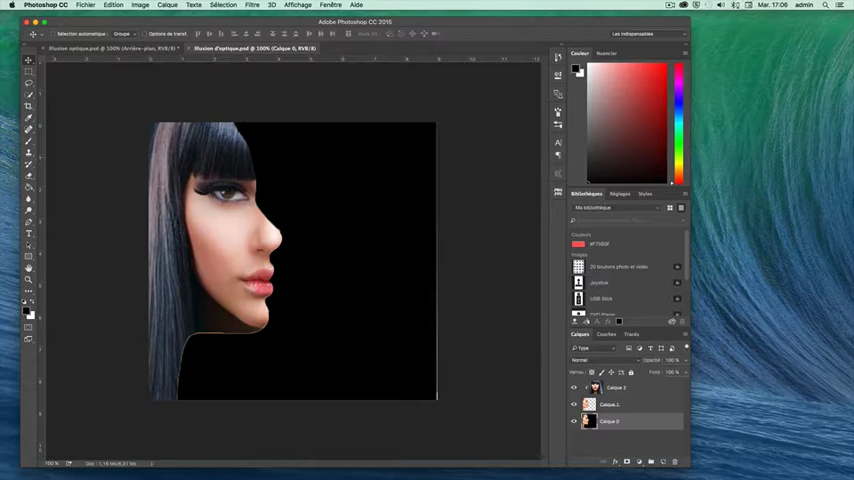 Photoshop CC Fichier Edition Image Calque Texte Sélection Filtre 3D Affichage Fenêtre Aide
Mar. 17:06 admin
Adobe Photoshop CC 2015
Sélection automatique : Groupe Options de transf.
Mode 3D :
Les indispensables
Illusion optique.psd @ 100% (Arrière-plan, RVB/8) *
Illusion d'optique.psd @ 100% (Calque 0, RVB/8)
Couleur Nuancier
Bibliothèques Réglages Styles
Ma bibliothèque
Couleurs
#F75B5F
Images
20 boutons photo et vidéo
Joystick
USB Stick
DVD Player
Calques Couches Tracés
Type
Normal Opacité : 100 %
Verrou : Fond : 100 %
Calque 2
Calque 1
Calque 0
100 %